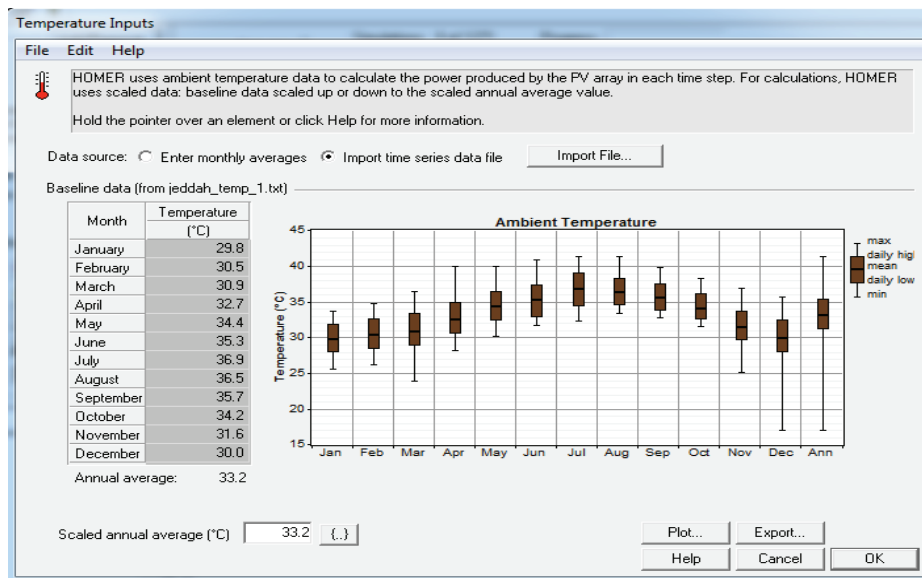 Temperature Inputs
File Edit Help
HOMER uses ambient temperature data to calculate the power produced by the PV array in each time step. For calculations, HOMER
uses scaled data: baseline data scaled up or down to the scaled annual average value.
Hold the pointer over an element or click Help for more information.
Data source: Enter monthly averages Import time series data file Import File...
Baseline data (from jeddah_temp_1.txt)
Month Temperature
(°C)
January 29.8
February 30.5
March 30.9
April 32.7
May 34.4
June 35.3
July 36.9
August 36.5
September 35.7
October 34.2
November 31.6
December 30.0
Annual average: 33.2
Ambient Temperature
Temperature (°C)
45
40
35
30
25
20
15
Jan Feb Mar Apr May Jun Jul Aug Sep Oct Nov Dec Ann
max
daily hig
mean
daily low
min
Scaled annual average (°C) 33.2 {..}
Plot... Export...
Help Cancel OK